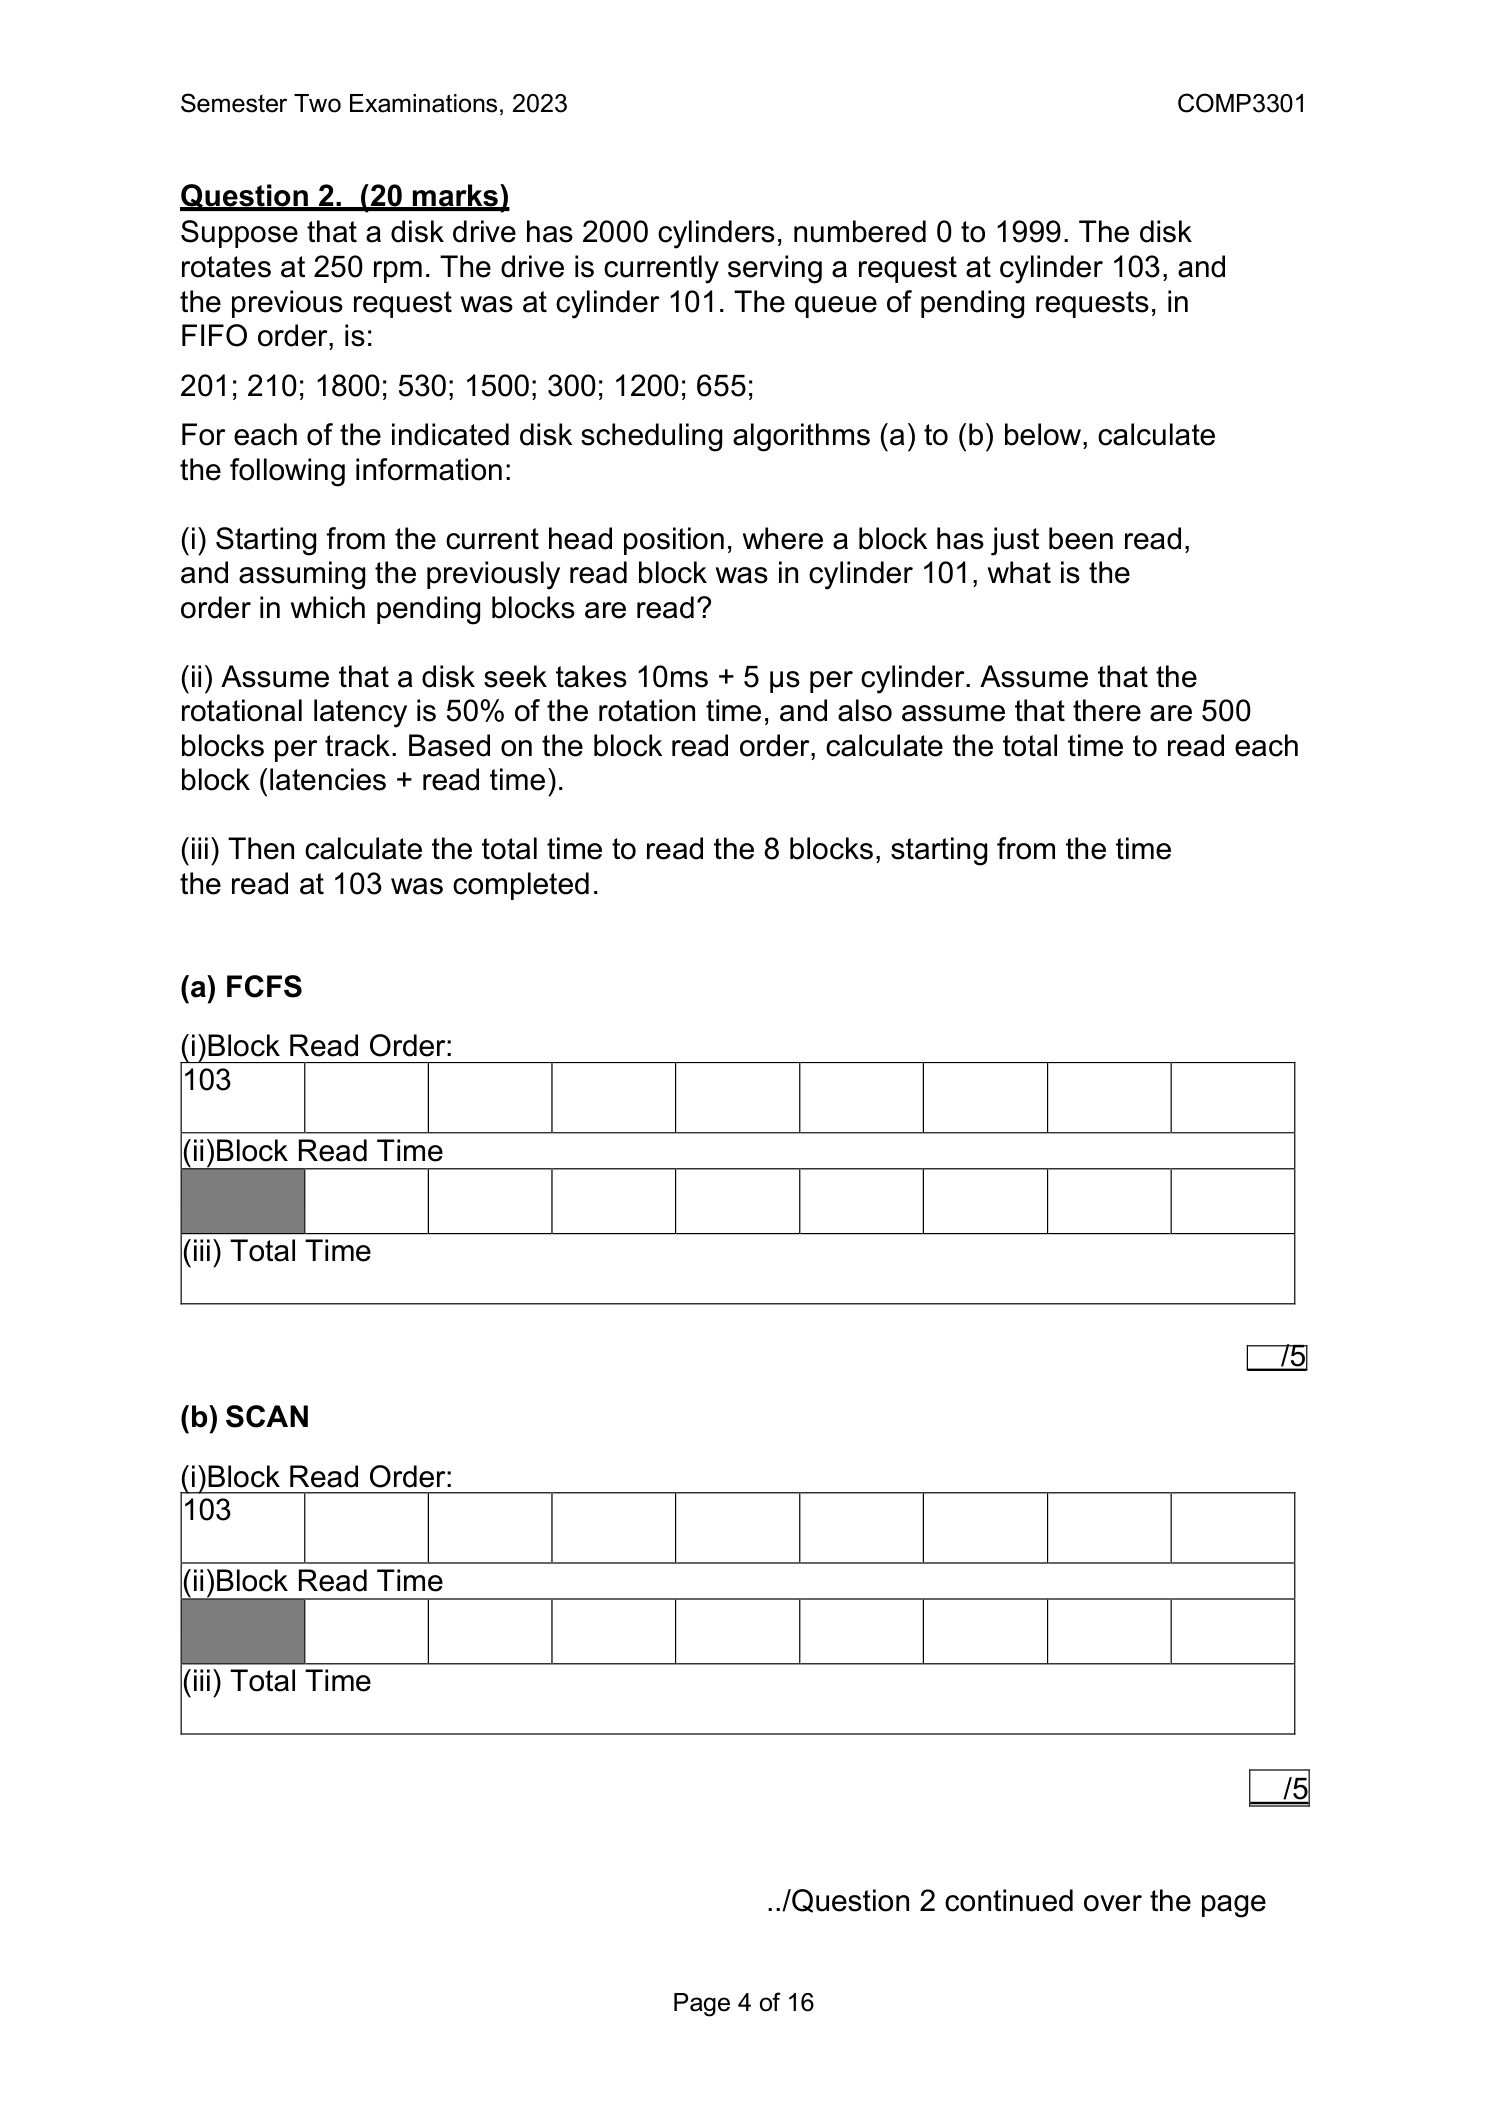 Semester Two Examinations, 2023 COMP3301
Question 2. (20 marks)
Suppose that a disk drive has 2000 cylinders, numbered 0 to 1999. The disk
rotates at 250 rpm. The drive is currently serving a request at cylinder 103, and
the previous request was at cylinder 101. The queue of pending requests, in
FIFO order, is:
201; 210; 1800; 530; 1500; 300; 1200; 655;
For each of the indicated disk scheduling algorithms (a) to (b) below, calculate
the following information:
(i) Starting from the current head position, where a block has just been read,
and assuming the previously read block was in cylinder 101, what is the
order in which pending blocks are read?
(ii) Assume that a disk seek takes 10ms + 5 µs per cylinder. Assume that the
rotational latency is 50% of the rotation time, and also assume that there are 500
blocks per track. Based on the block read order, calculate the total time to read each
block (latencies + read time).
(iii) Then calculate the total time to read the 8 blocks, starting from the time
the read at 103 was completed.
(a) FCFS
(i)Block Read Order:
103
(ii)Block Read Time
(iii) Total Time
/5
(b) SCAN
(i)Block Read Order:
103
(ii)Block Read Time
(iii) Total Time
/5
../Question 2 continued over the page
Page 4 of 16